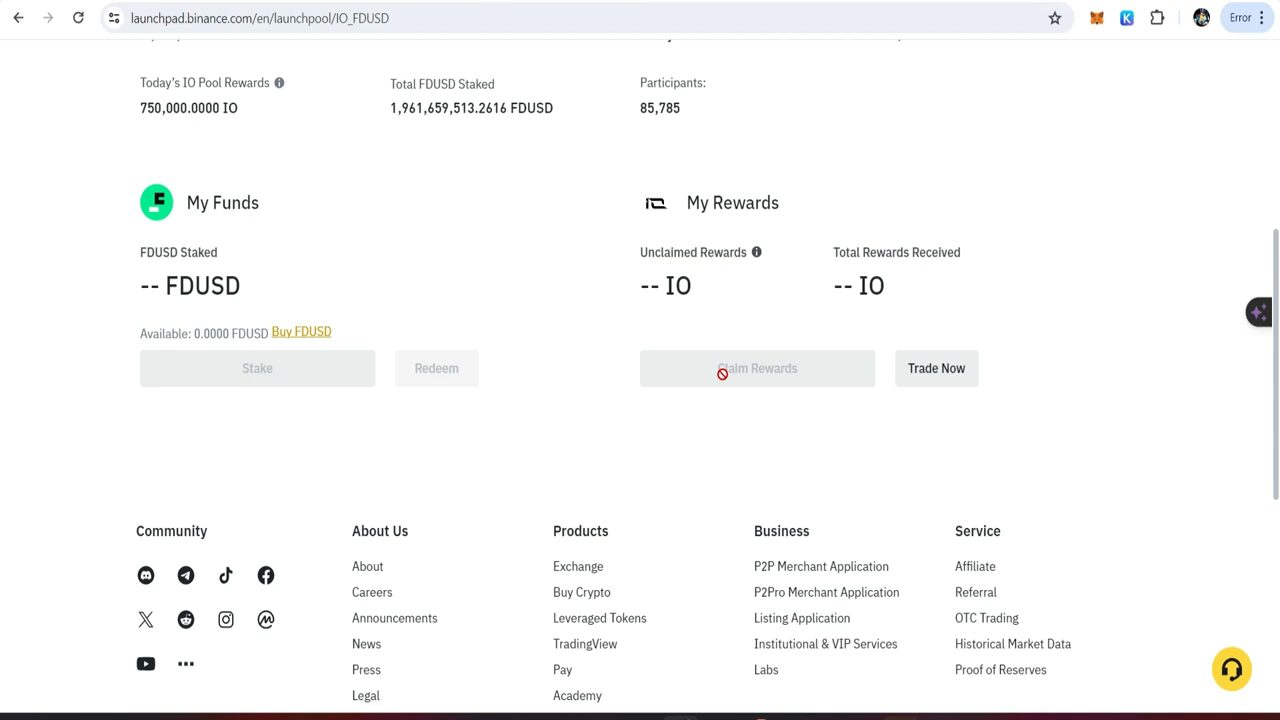 launchpad.binance.com/en/launchpool/IO_FDUSD
Error
Today's IO Pool Rewards
Total FDUSD Staked
Participants:
750,000.0000 IO
1,961,659,513.2616 FDUSD
85,785
My Funds
My Rewards
FDUSD Staked
Unclaimed Rewards
Total Rewards Received
-- FDUSD
-- IO
-- IO
Available: 0.0000 FDUSD Buy FDUSD
Stake
Redeem
Claim Rewards
Trade Now
Community
About Us
Products
Business
Service
About
Exchange
P2P Merchant Application
Affiliate
Careers
Buy Crypto
P2Pro Merchant Application
Referral
Announcements
Leveraged Tokens
Listing Application
OTC Trading
News
TradingView
Institutional & VIP Services
Historical Market Data
Press
Pay
Labs
Proof of Reserves
Legal
Academy